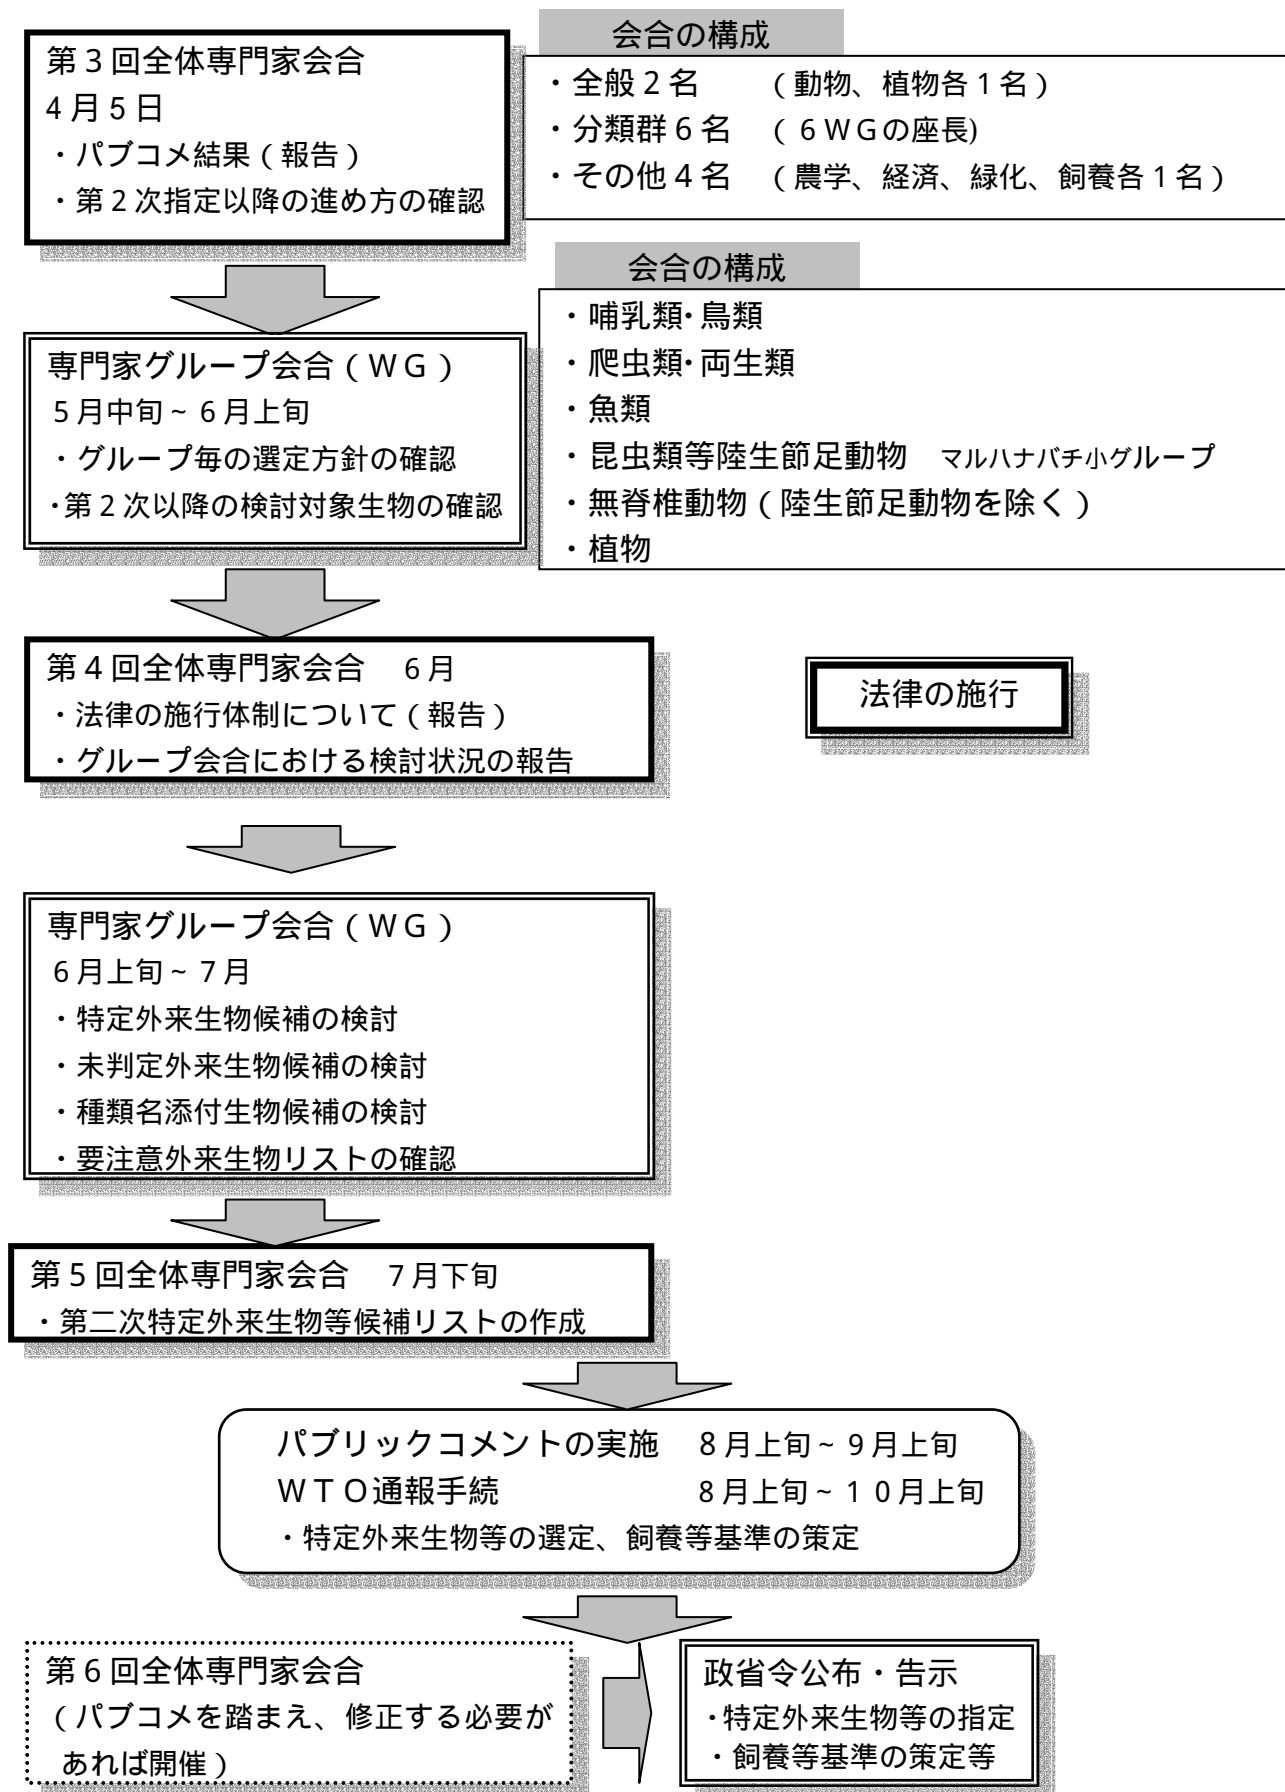 第３回全体専門家会合
４月５日
・パブコメ結果（報告）
・第２次指定以降の進め方の確認
会合の構成
・全般２名　　（動物、植物各１名）
・分類群６名　（６ＷＧの座長)
・その他４名　（農学、経済、緑化、飼養各１名）
会合の構成
・哺乳類･鳥類
・爬虫類･両生類
・魚類
・昆虫類等陸生節足動物　マルハナバチ小グループ
・無脊椎動物（陸生節足動物を除く）
・植物
専門家グループ会合（ＷＧ）
５月中旬～６月上旬
・グループ毎の選定方針の確認
・第２次以降の検討対象生物の確認
第４回全体専門家会合　６月
・法律の施行体制について（報告）
・グループ会合における検討状況の報告
法律の施行
専門家グループ会合（ＷＧ）
６月上旬～７月
・特定外来生物候補の検討
・未判定外来生物候補の検討
・種類名添付生物候補の検討
・要注意外来生物リストの確認
第５回全体専門家会合　７月下旬
・第二次特定外来生物等候補リストの作成
パブリックコメントの実施　８月上旬～９月上旬
ＷＴＯ通報手続　８月上旬～１０月上旬
・特定外来生物等の選定、飼養等基準の策定
第６回全体専門家会合
（パブコメを踏まえ、修正する必要が
あれば開催）
政省令公布・告示
・特定外来生物等の指定
・飼養等基準の策定等